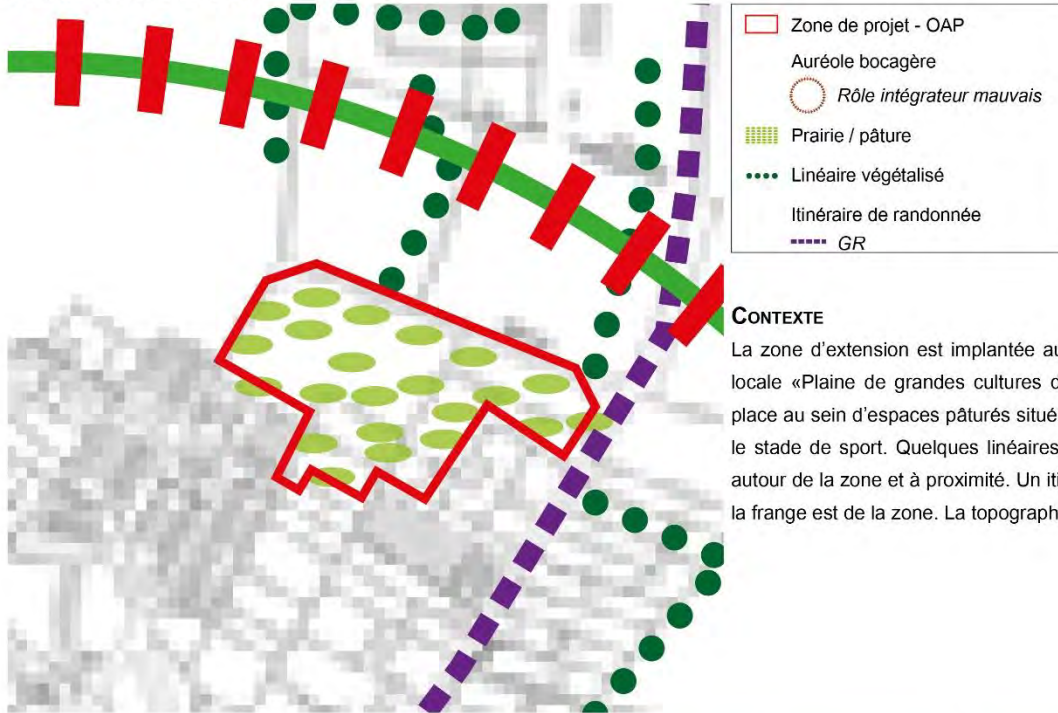 Zone de projet - OAP
Auréole bocagère
Rôle intégrateur mauvais
Prairie / pâture
Linéaire végétalisé
Itinéraire de randonnée
GR
CONTEXTE
La zone d'extension est implantée au
locale «Plaine de grandes cultures d
place au sein d'espaces pâturés situé
le stade de sport. Quelques linéaires
autour de la zone et à proximité. Un iti
la frange est de la zone. La topograph